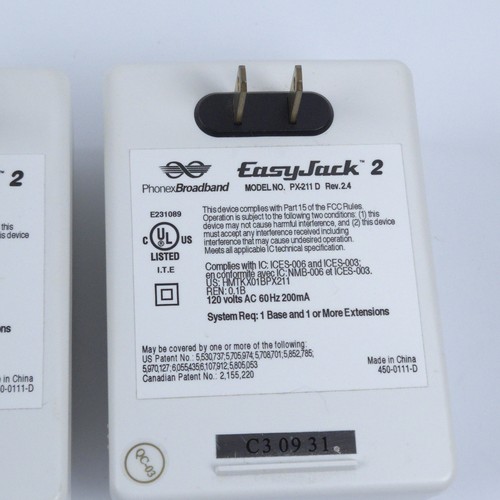 ™ 2
this
s device
ons
e in China
0-0111-D
PhonexBroadband
EasyJack™ 2
MODEL NO. PX-211 D Rev. 2.4
This device complies with Part 15 of the FCC Rules.
Operation is subject to the following two conditions: (1) this
device may not cause harmful interference, and (2) this device
must accept any interference received including
interference that may cause undesired operation.
Meets all applicable IC technical specification.
E231089
C UL US
LISTED
I.T.E
Complies with IC: ICES-006 and ICES-003;
en conformité avec IC: NMB-006 et ICES-003.
US: HMTKX01BPX211
REN: 0.1B
120 volts AC 60Hz 200mA
System Req: 1 Base and 1 or More Extensions
May be covered by one or more of the following:
US Patent No.: 5,530,737; 5,705,974; 5,708,701; 5,852,785;
5,970,127; 6,055,435; 6,107,912; 5,805,053
Canadian Patent No.: 2,155,220
Made in China
450-0111-D
QC-03
C3 09 31